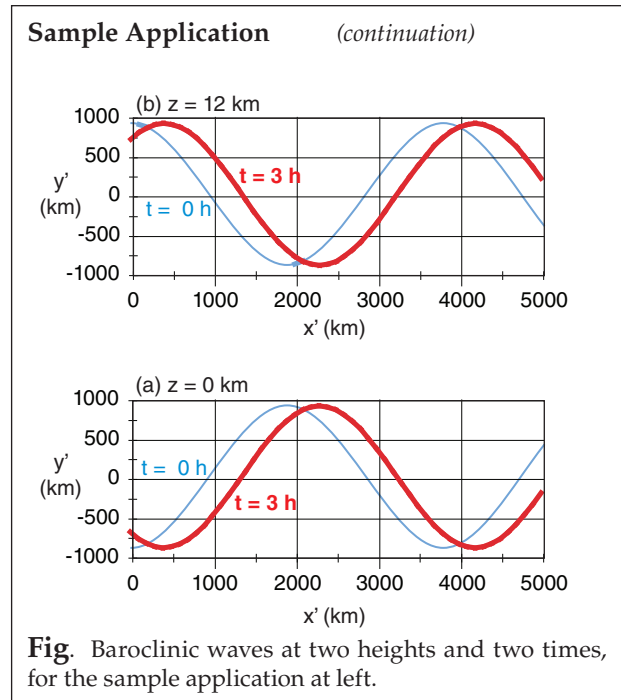 Sample Application (continuation)
(b) z = 12 km
1000
500
0
-500
-1000
y'
(km)
t = 3 h
t = 0 h
0 1000 2000 3000 4000 5000
x' (km)
(a) z = 0 km
1000
500
0
-500
-1000
y'
(km)
t = 0 h
t = 3 h
0 1000 2000 3000 4000 5000
x' (km)
Fig. Baroclinic waves at two heights and two times,
for the sample application at left.